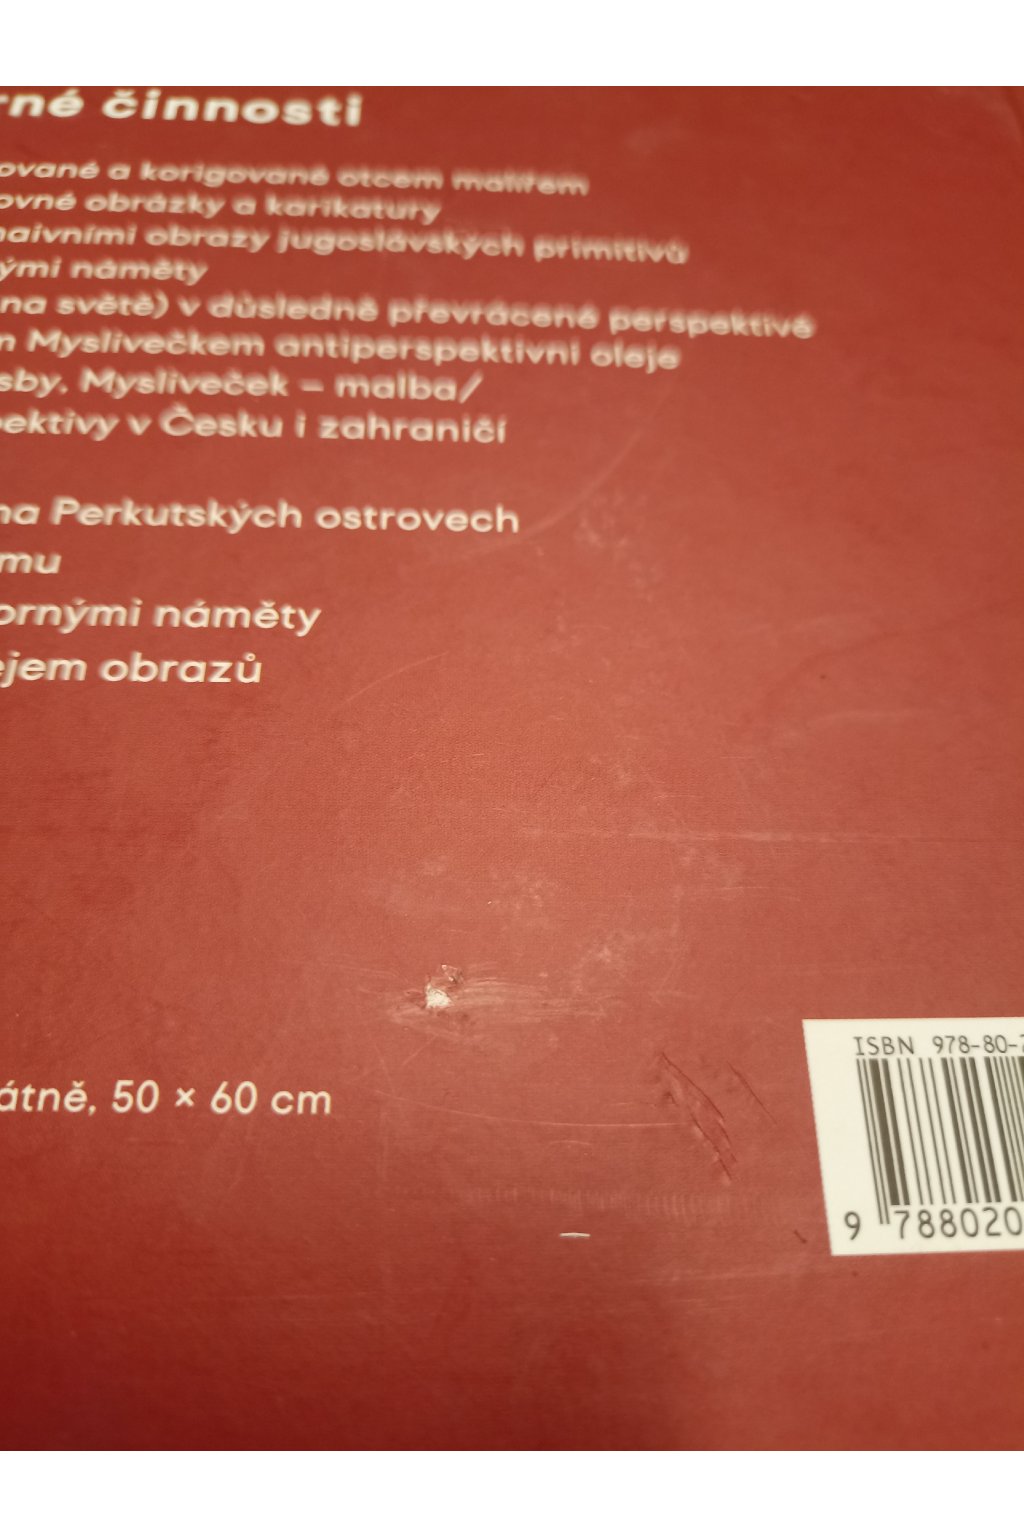 rné činnosti
ované a korigované otcem malířem
ovné obrázky a karikatury
naivními obrazy jugoslávských primitivů
ými náměty
na světě) v důsledně převrácené perspektivě
m Myslivečkem antiperspektivní oleje
sby, Mysliveček – malba/
pektivy v Česku i zahraničí
na Perkutských ostrovech
mu
ornými náměty
ejem obrazů
átně, 50 × 60 cm
ISBN 978-80-
9 788020